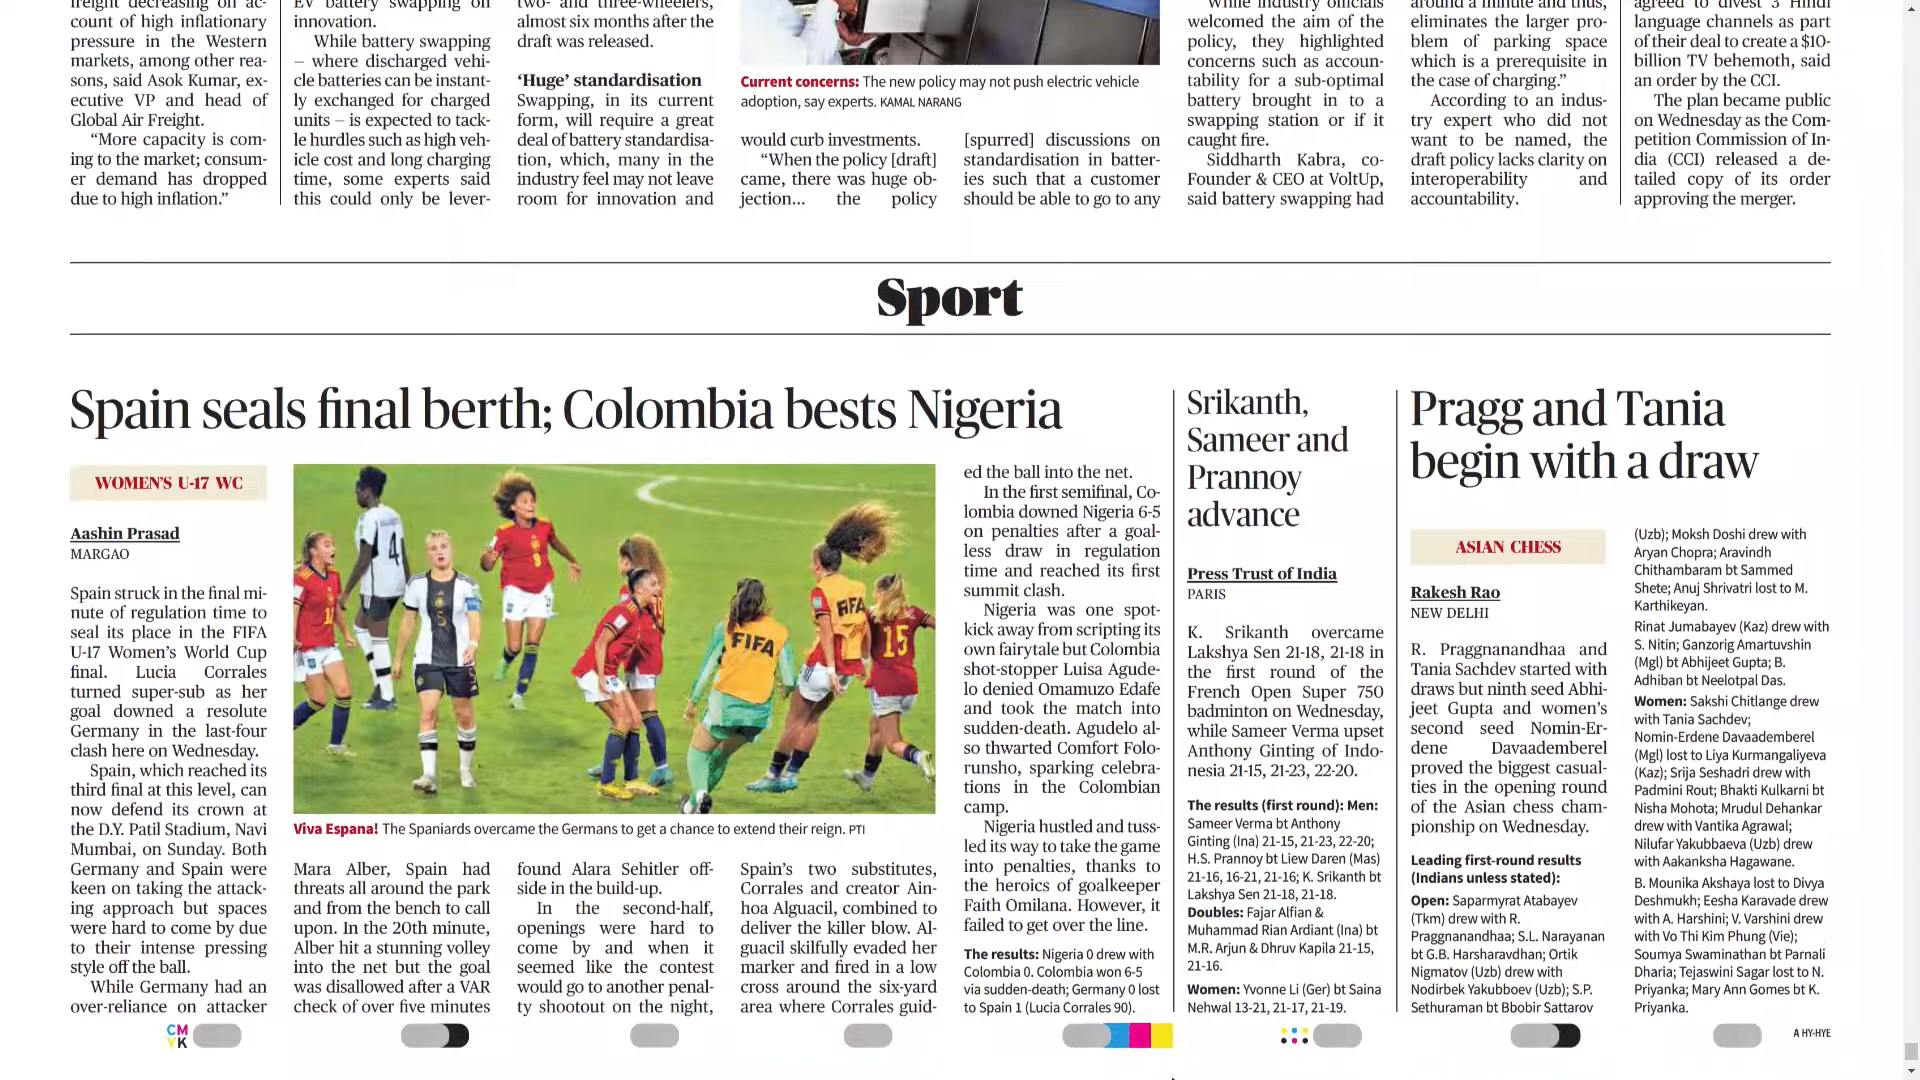 freight decreasing on ac-
count of high inflationary
pressure in the Western
markets, among other rea-
sons, said Asok Kumar, ex-
ecutive VP and head of
Global Air Freight.
“More capacity is com-
ing to the market; consum-
er demand has dropped
due to high inflation.”
EV battery swapping on
innovation.
While battery swapping
– where discharged vehi-
cle batteries can be instant-
ly exchanged for charged
units – is expected to tack-
le hurdles such as high veh-
icle cost and long charging
time, some experts said
this could only be lever-
two- and three-wheelers,
almost six months after the
draft was released.
‘Huge’ standardisation
Swapping, in its current
form, will require a great
deal of battery standardisa-
tion, which, many in the
industry feel may not leave
room for innovation and
Current concerns: The new policy may not push electric vehicle
adoption, say experts. KAMAL NARANG
would curb investments.
“When the policy [draft]
came, there was huge ob-
jection... the policy
[spurred] discussions on
standardisation in batter-
ies such that a customer
should be able to go to any
While industry officials
welcomed the aim of the
policy, they highlighted
concerns such as accoun-
tability for a sub-optimal
battery brought in to a
swapping station or if it
caught fire.
Siddharth Kabra, co-
Founder & CEO at VoltUp,
said battery swapping had
around a minute and thus,
eliminates the larger pro-
blem of parking space
which is a prerequisite in
the case of charging.”
According to an indus-
try expert who did not
want to be named, the
draft policy lacks clarity on
interoperability and
accountability.
agreed to divest 3 Hindi
language channels as part
of their deal to create a $10-
billion TV behemoth, said
an order by the CCI.
The plan became public
on Wednesday as the Com-
petition Commission of In-
dia (CCI) released a de-
tailed copy of its order
approving the merger.
Sport
Spain seals final berth; Colombia bests Nigeria
WOMEN'S U-17 WC
Aashin Prasad
MARGAO
Spain struck in the final mi-
nute of regulation time to
seal its place in the FIFA
U-17 Women’s World Cup
final. Lucia Corrales
turned super-sub as her
goal downed a resolute
Germany in the last-four
clash here on Wednesday.
Spain, which reached its
third final at this level, can
now defend its crown at
the D.Y. Patil Stadium, Navi
Mumbai, on Sunday. Both
Germany and Spain were
keen on taking the attack-
ing approach but spaces
were hard to come by due
to their intense pressing
style off the ball.
While Germany had an
over-reliance on attacker
4
5
9
FIFA
FIFA
15
Viva Espana! The Spaniards overcame the Germans to get a chance to extend their reign. PTI
Mara Alber, Spain had
threats all around the park
and from the bench to call
upon. In the 20th minute,
Alber hit a stunning volley
into the net but the goal
was disallowed after a VAR
check of over five minutes
found Alara Sehitler off-
side in the build-up.
In the second-half,
openings were hard to
come by and when it
seemed like the contest
would go to another penal-
ty shootout on the night,
Spain’s two substitutes,
Corrales and creator Ain-
hoa Alguacil, combined to
deliver the killer blow. Al-
guacil skilfully evaded her
marker and fired in a low
cross around the six-yard
area where Corrales guid-
ed the ball into the net.
In the first semifinal, Co-
lombia downed Nigeria 6-5
on penalties after a goal-
less draw in regulation
time and reached its first
summit clash.
Nigeria was one spot-
kick away from scripting its
own fairytale but Colombia
shot-stopper Luisa Agude-
lo denied Omamuzo Edafe
and took the match into
sudden-death. Agudelo al-
so thwarted Comfort Folo-
runsho, sparking celebra-
tions in the Colombian
camp.
Nigeria hustled and tuss-
led its way to take the game
into penalties, thanks to
the heroics of goalkeeper
Faith Omilana. However, it
failed to get over the line.
The results: Nigeria 0 drew with
Colombia 0. Colombia won 6-5
via sudden-death; Germany 0 lost
to Spain 1 (Lucia Corrales 90).
Srikanth,
Sameer and
Prannoy
advance
Press Trust of India
PARIS
K. Srikanth overcame
Lakshya Sen 21-18, 21-18 in
the first round of the
French Open Super 750
badminton on Wednesday,
while Sameer Verma upset
Anthony Ginting of Indo-
nesia 21-15, 21-23, 22-20.
The results (first round): Men:
Sameer Verma bt Anthony
Ginting (Ina) 21-15, 21-23, 22-20;
H.S. Prannoy bt Liew Daren (Mas)
21-16, 16-21, 21-16; K. Srikanth bt
Lakshya Sen 21-18, 21-18.
Doubles: Fajar Alfian &
Muhammad Rian Ardiant (Ina) bt
M.R. Arjun & Dhruv Kapila 21-15,
21-16.
Women: Yvonne Li (Ger) bt Saina
Nehwal 13-21, 21-17, 21-19.
Pragg and Tania
begin with a draw
ASIAN CHESS
Rakesh Rao
NEW DELHI
R. Praggnanandhaa and
Tania Sachdev started with
draws but ninth seed Abhi-
jeet Gupta and women’s
second seed Nomin-Er-
dene Davaademberel
proved the biggest casual-
ties in the opening round
of the Asian chess cham-
pionship on Wednesday.
Leading first-round results
(Indians unless stated):
Open: Saparmyrat Atabayev
(Tkm) drew with R.
Praggnanandhaa; S.L. Narayanan
bt G.B. Harsharavdhan; Ortik
Nigmatov (Uzb) drew with
Nodirbek Yakubboev (Uzb); S.P.
Sethuraman bt Bbobir Sattarov
(Uzb); Moksh Doshi drew with
Aryan Chopra; Aravindh
Chithambaram bt Sammed
Shete; Anuj Shrivatri lost to M.
Karthikeyan.
Rinat Jumabayev (Kaz) drew with
S. Nitin; Ganzorig Amartuvshin
(Mgl) bt Abhijeet Gupta; B.
Adhiban bt Neelotpal Das.
Women: Sakshi Chitlange drew
with Tania Sachdev;
Nomin-Erdene Davaademberel
(Mgl) lost to Liya Kurmangaliyeva
(Kaz); Srija Seshadri drew with
Padmini Rout; Bhakti Kulkarni bt
Nisha Mohota; Mrudul Dehankar
drew with Vantika Agrawal;
Nilufar Yakubbaeva (Uzb) drew
with Aakanksha Hagawane.
B. Mounika Akshaya lost to Divya
Deshmukh; Eesha Karavade drew
with A. Harshini; V. Varshini drew
with Vo Thi Kim Phung (Vie);
Soumya Swaminathan bt Parnali
Dharia; Tejaswini Sagar lost to N.
Priyanka; Mary Ann Gomes bt K.
Priyanka.
CM
YK
A HY-HYE